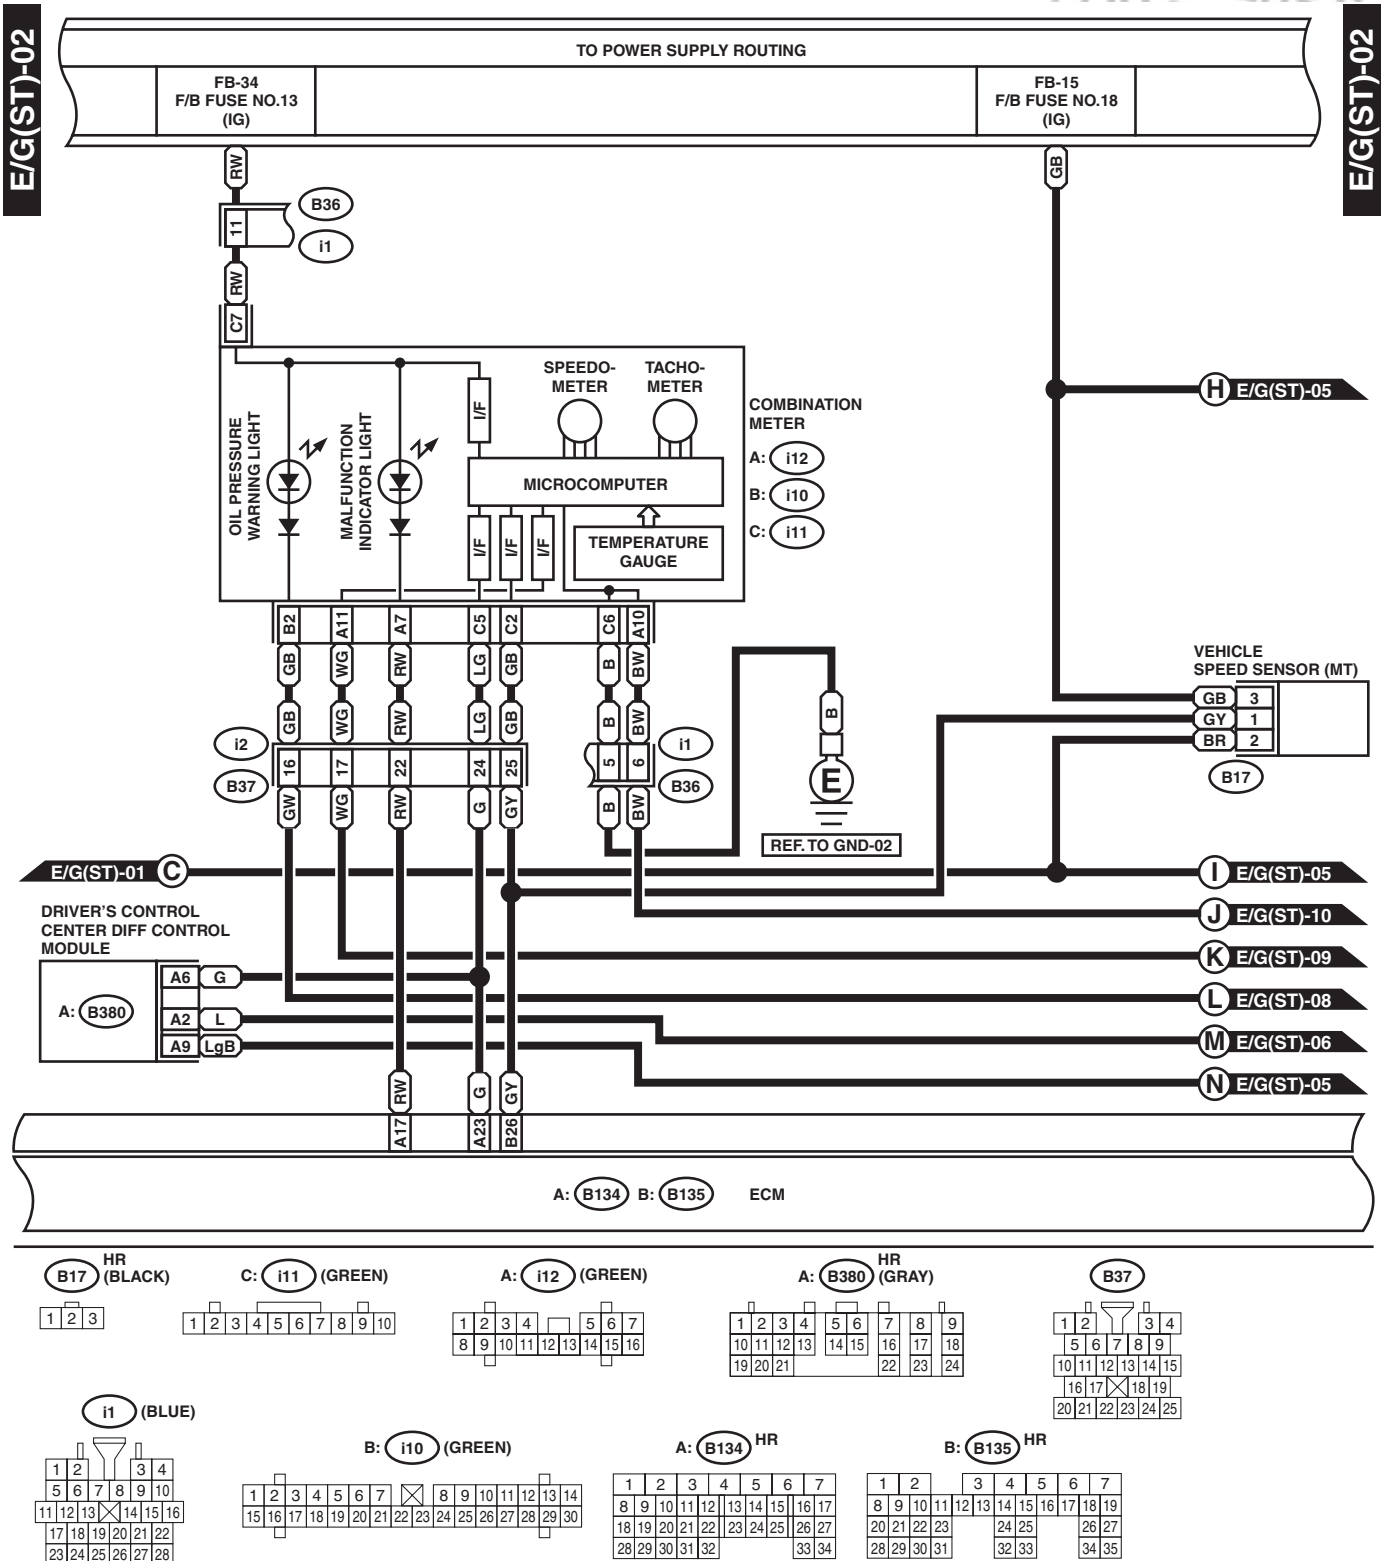 E/G(ST)-02
E/G(ST)-02
TO POWER SUPPLY ROUTING
FB-34
F/B FUSE NO.13
(IG)
FB-15
F/B FUSE NO.18
(IG)
RW
GB
11
B36
i1
RW
C7
H E/G(ST)-05
SPEEDO-
METER
TACHO-
METER
COMBINATION
METER
A: i12
B: i10
C: i11
OIL PRESSURE
WARNING LIGHT
MALFUNCTION
INDICATOR LIGHT
I/F
MICROCOMPUTER
I/F I/F I/F
TEMPERATURE
GAUGE
B2 A11 A7 C5 C2 C6 A10
GB WG RW LG GB B BW
GB WG RW LG GB B BW
i2
B37
16 17 22 24 25 5 6
i1
B36
GW WG RW G GY B BW
B
E
REF. TO GND-02
VEHICLE
SPEED SENSOR (MT)
GB 3
GY 1
BR 2
B17
E/G(ST)-01 C
I E/G(ST)-05
J E/G(ST)-10
K E/G(ST)-09
L E/G(ST)-08
M E/G(ST)-06
N E/G(ST)-05
DRIVER'S CONTROL
CENTER DIFF CONTROL
MODULE
A: B380
A6 G
A2 L
A9 LgB
RW G GY
A17 A23 B26
A: B134 B: B135 ECM
B17 HR (BLACK)
1 2 3
C: i11 (GREEN)
1 2 3 4 5 6 7 8 9 10
A: i12 (GREEN)
1 2 3 4 5 6 7
8 9 10 11 12 13 14 15 16
A: B380 HR (GRAY)
1 2 3 4 5 6 7 8 9
10 11 12 13 14 15 16 17 18
19 20 21 22 23 24
B37
1 2 3 4
5 6 7 8 9
10 11 12 13 14 15
16 17 18 19
20 21 22 23 24 25
i1 (BLUE)
1 2 3 4
5 6 7 8 9 10
11 12 13 14 15 16
17 18 19 20 21 22
23 24 25 26 27 28
B: i10 (GREEN)
1 2 3 4 5 6 7 8 9 10 11 12 13 14
15 16 17 18 19 20 21 22 23 24 25 26 27 28 29 30
A: B134 HR
1 2 3 4 5 6 7
8 9 10 11 12 13 14 15 16 17
18 19 20 21 22 23 24 25 26 27
28 29 30 31 32 33 34
B: B135 HR
1 2 3 4 5 6 7
8 9 10 11 12 13 14 15 16 17 18 19
20 21 22 23 24 25 26 27
28 29 30 31 32 33 34 35